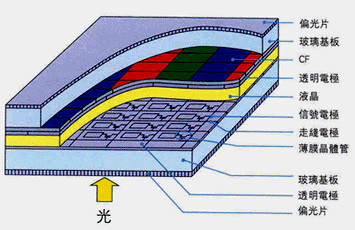 偏光片
玻璃基板
CF
透明電極
液晶
信號電極
走綫電極
薄膜晶體管
玻璃基板
透明電極
偏光片
光